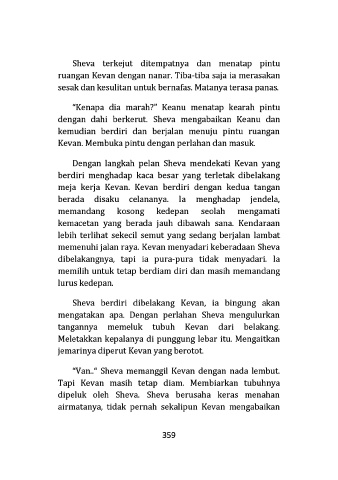 Sheva terkejut ditempatnya dan menatap pintu
ruangan Kevan dengan nanar. Tiba-tiba saja ia merasakan
sesak dan kesulitan untuk bernafas. Matanya terasa panas.
"Kenapa dia marah?" Keanu menatap kearah pintu
dengan dahi berkerut. Sheva mengabaikan Keanu dan
kemudian berdiri dan berjalan menuju pintu ruangan
Kevan. Membuka pintu dengan perlahan dan masuk.
Dengan langkah pelan Sheva mendekati Kevan yang
berdiri menghadap kaca besar yang terletak dibelakang
meja kerja Kevan. Kevan berdiri dengan kedua tangan
berada disaku celananya. Ia menghadap jendela,
memandang kosong kedepan seolah mengamati
kemacetan yang berada jauh dibawah sana. Kendaraan
lebih terlihat sekecil semut yang sedang berjalan lambat
memenuhi jalan raya. Kevan menyadari keberadaan Sheva
dibelakangnya, tapi ia pura-pura tidak menyadari. Ia
memilih untuk tetap berdiam diri dan masih memandang
lurus kedepan.
Sheva berdiri dibelakang Kevan, ia bingung akan
mengatakan apa. Dengan perlahan Sheva mengulurkan
tangannya memeluk tubuh Kevan dari belakang.
Meletakkan kepalanya di punggung lebar itu. Mengaitkan
jemarinya diperut Kevan yang berotot.
"Van.." Sheva memanggil Kevan dengan nada lembut.
Tapi Kevan masih tetap diam. Membiarkan tubuhnya
dipeluk oleh Sheva. Sheva berusaha keras menahan
airmatanya, tidak pernah sekalipun Kevan mengabaikan
359